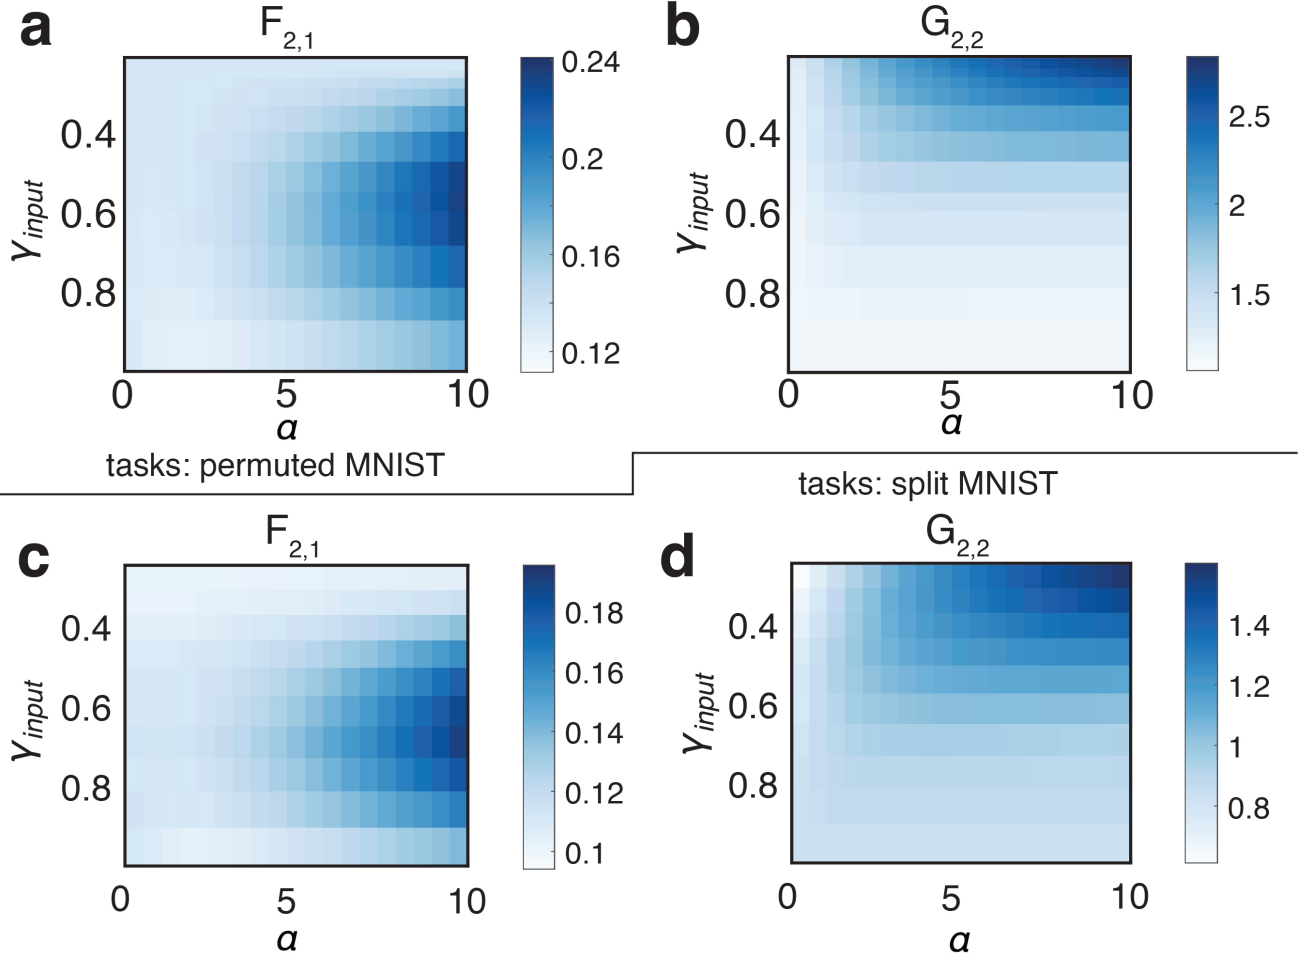 a
F2,1
0.4
0.6
0.8
γinput
0 5 10
α
0.24
0.2
0.16
0.12
b
G2,2
0.4
0.6
0.8
γinput
0 5 10
α
2.5
2
1.5
tasks: permuted MNIST
tasks: split MNIST
c
F2,1
0.4
0.6
0.8
γinput
0 5 10
α
0.18
0.16
0.14
0.12
0.1
d
G2,2
0.4
0.6
0.8
γinput
0 5 10
α
1.4
1.2
1
0.8